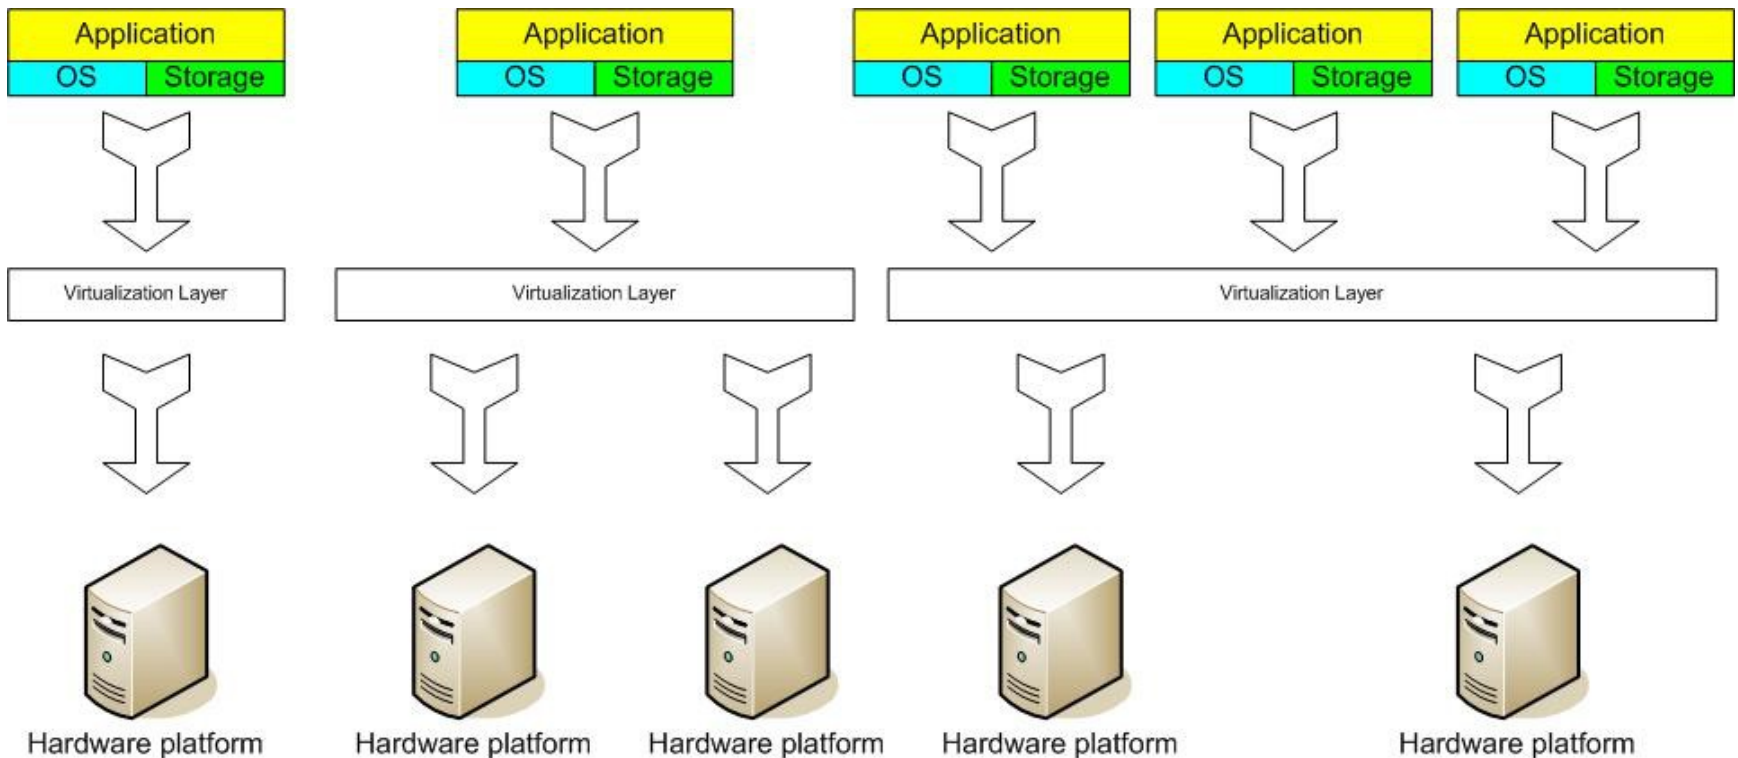 Application Application Application Application Application
OS Storage OS Storage OS Storage OS Storage OS Storage
Virtualization Layer Virtualization Layer Virtualization Layer
Hardware platform Hardware platform Hardware platform Hardware platform Hardware platform